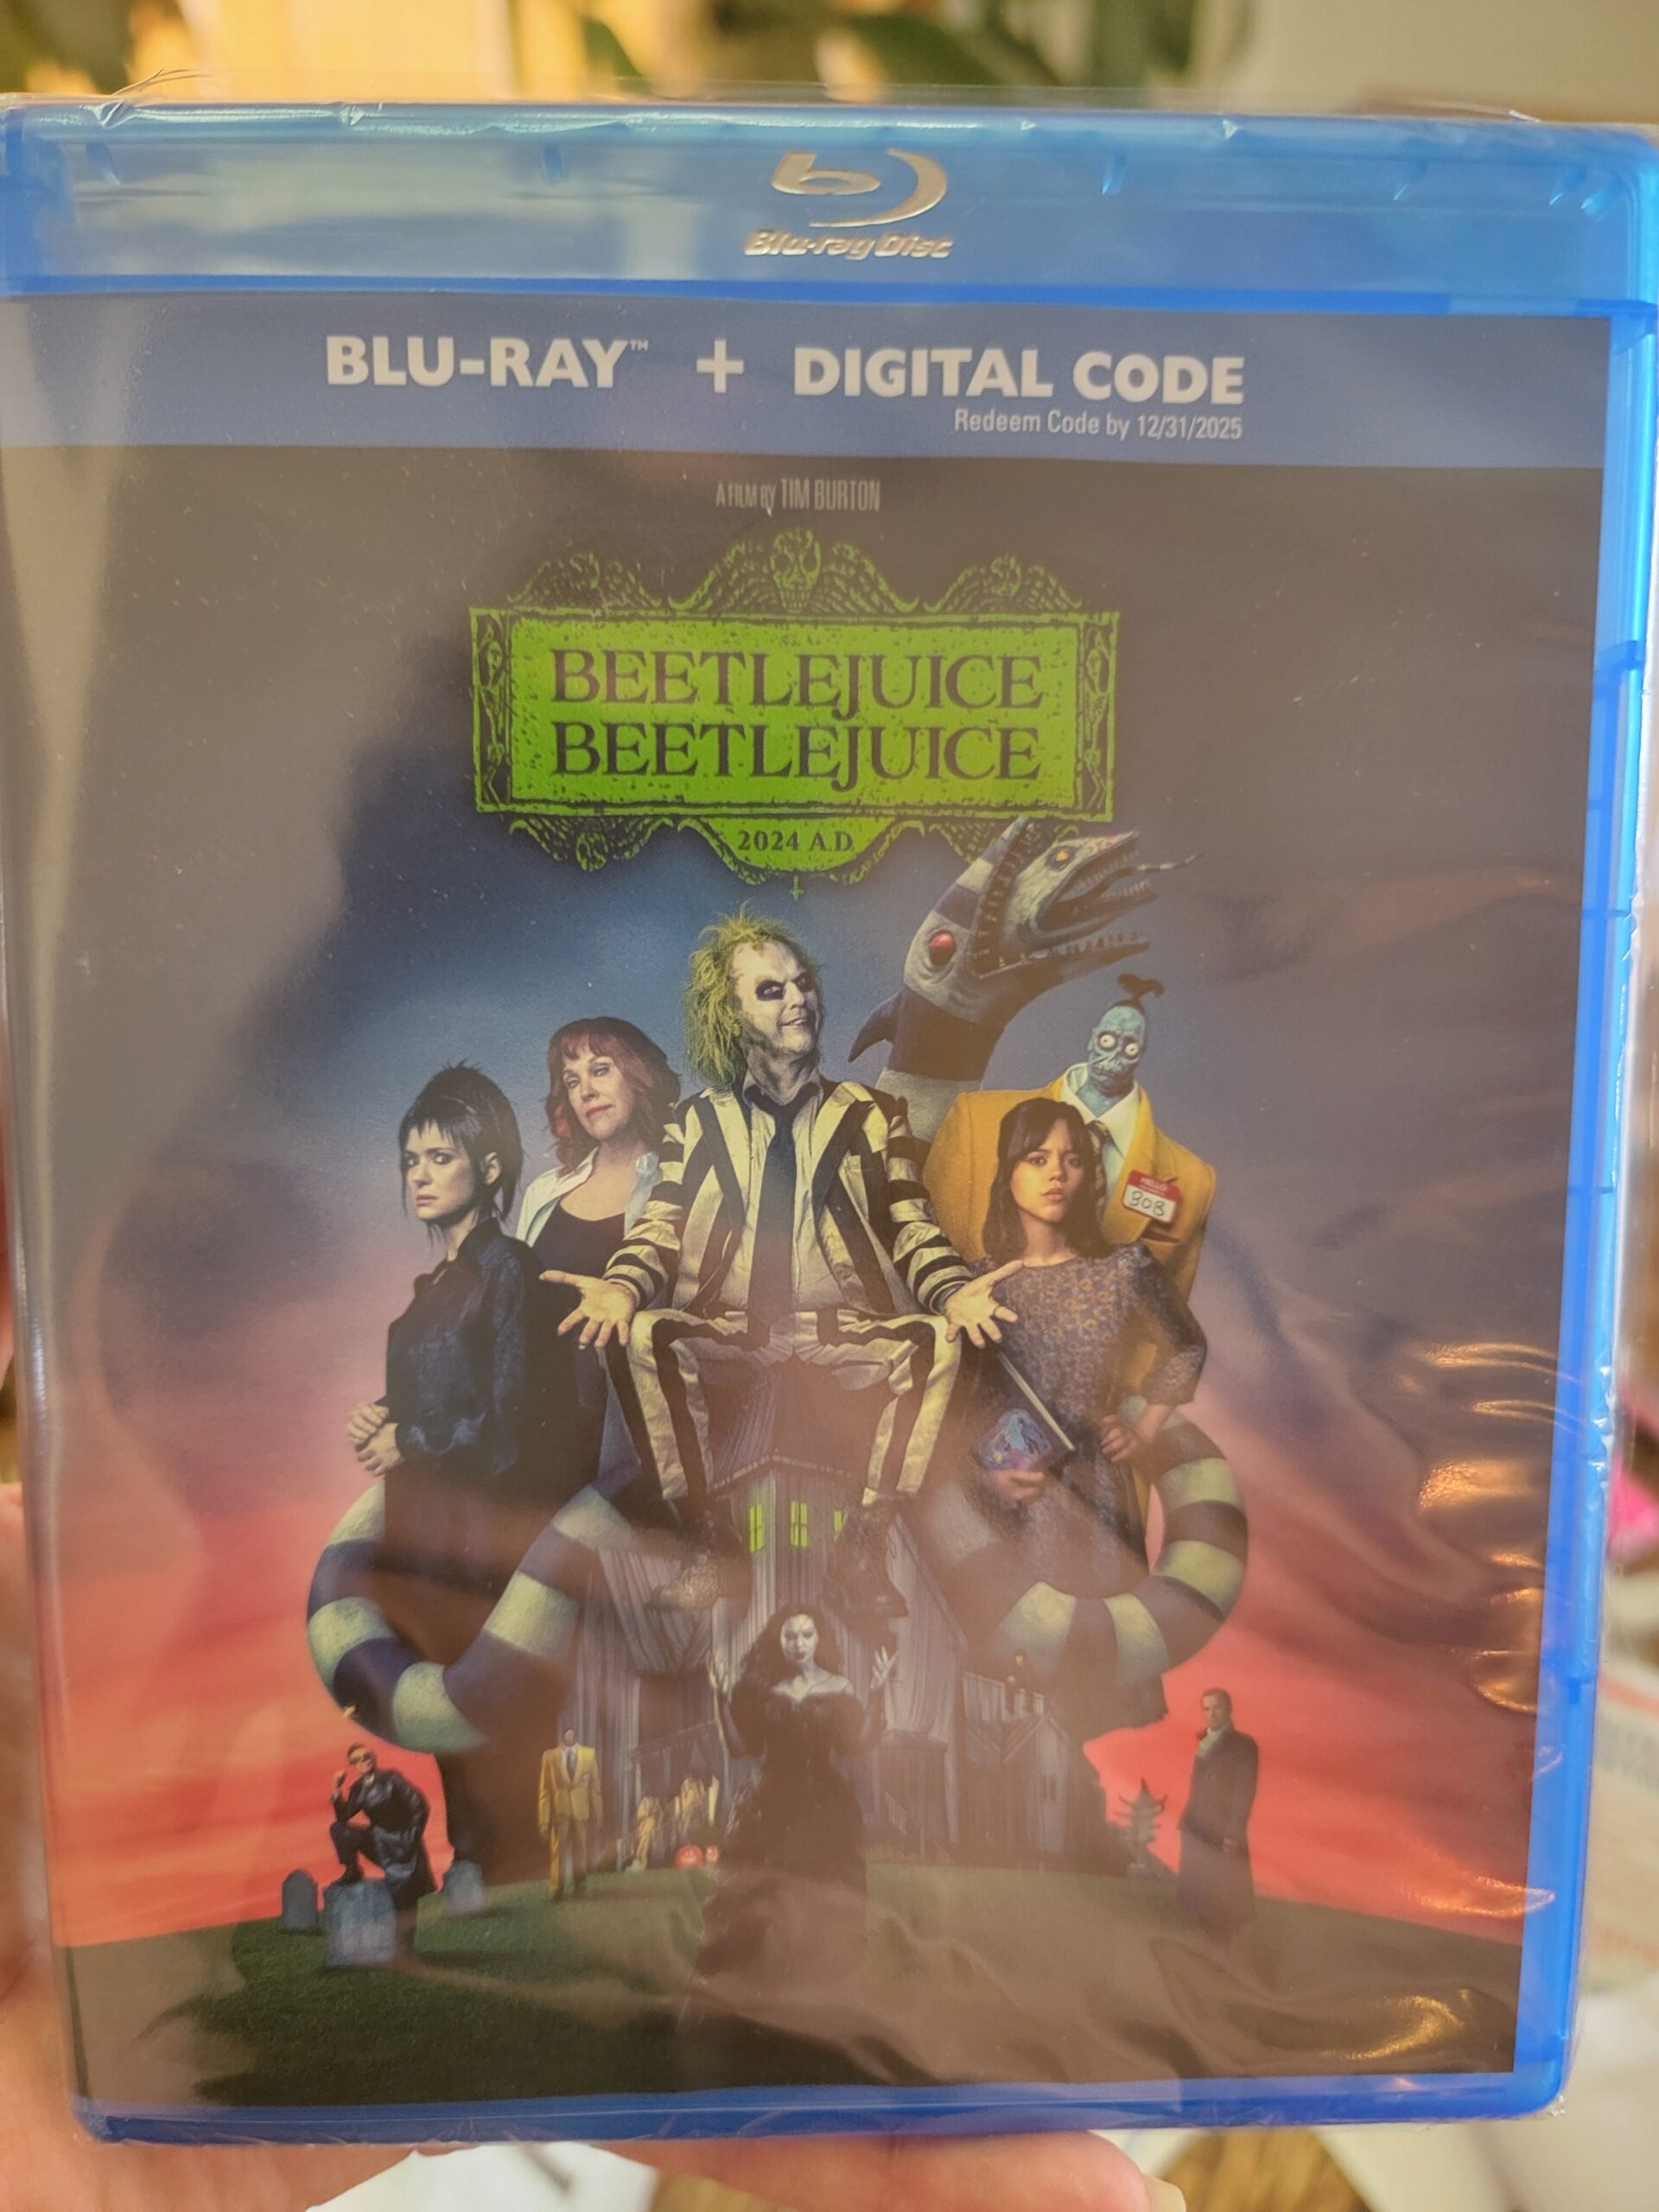 Blu-ray Disc
BLU-RAY™ + DIGITAL CODE
Redeem Code by 12/31/2025
A FILM BY TIM BURTON
BEETLEJUICE
BEETLEJUICE
2024 A.D.
HELLO
BOB